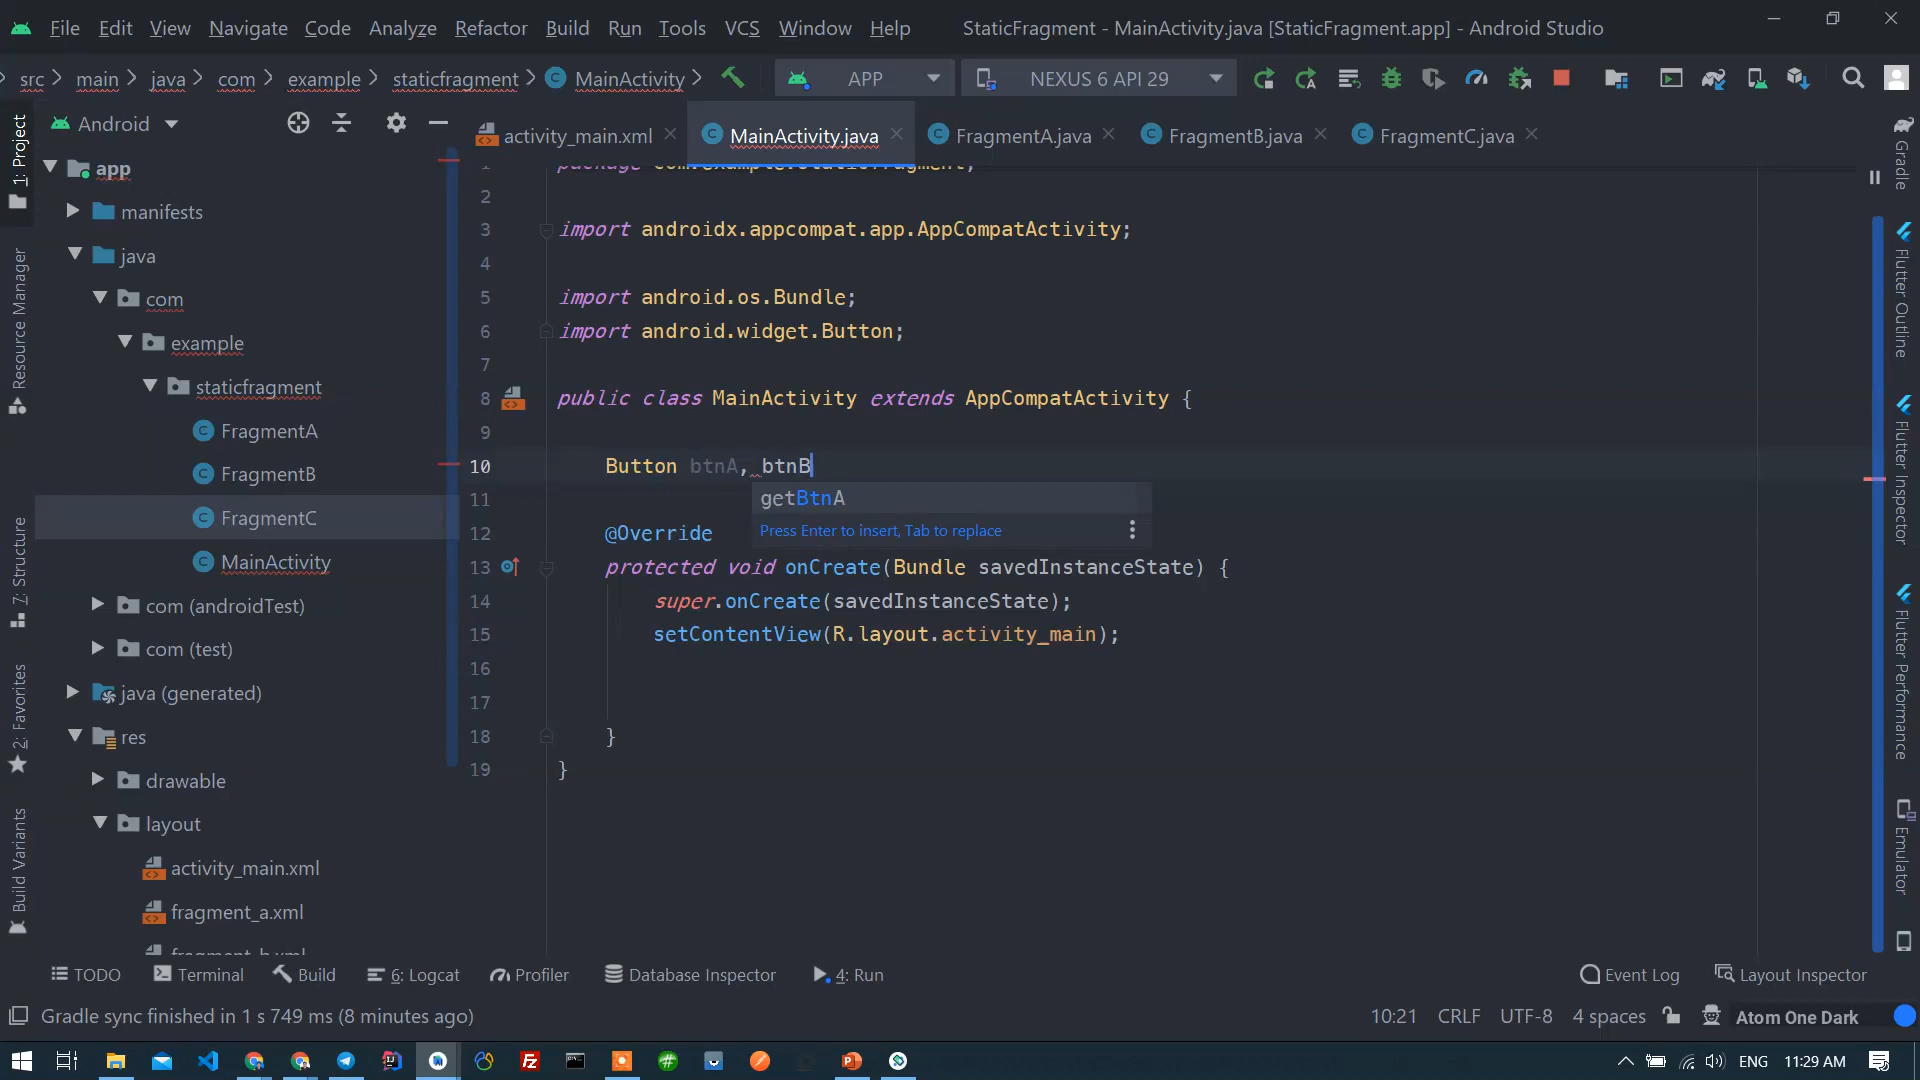 File Edit View Navigate Code Analyze Refactor Build Run Tools VCS Window Help StaticFragment - MainActivity.java [StaticFragment.app] - Android Studio
src main java com example staticfragment MainActivity APP NEXUS 6 API 29
Android
activity_main.xml MainActivity.java FragmentA.java FragmentB.java FragmentC.java
1: Project
Resource Manager
7: Structure
2: Favorites
Build Variants
app
manifests
java
com
example
staticfragment
FragmentA
FragmentB
FragmentC
MainActivity
com (androidTest)
com (test)
java (generated)
res
drawable
layout
activity_main.xml
fragment_a.xml
fragment_b.xml
1 package com.example.staticfragment;
2
3 import androidx.appcompat.app.AppCompatActivity;
4
5 import android.os.Bundle;
6 import android.widget.Button;
7
8 public class MainActivity extends AppCompatActivity {
9
10 Button btnA, btnB
11
getBtnA
Press Enter to insert, Tab to replace
12 @Override
13 protected void onCreate(Bundle savedInstanceState) {
14 super.onCreate(savedInstanceState);
15 setContentView(R.layout.activity_main);
16
17
18 }
19 }
Gradle
Flutter Outline
Flutter Inspector
Flutter Performance
Emulator
TODO Terminal Build 6: Logcat Profiler Database Inspector 4: Run Event Log Layout Inspector
Gradle sync finished in 1 s 749 ms (8 minutes ago) 10:21 CRLF UTF-8 4 spaces Atom One Dark
ENG 11:29 AM